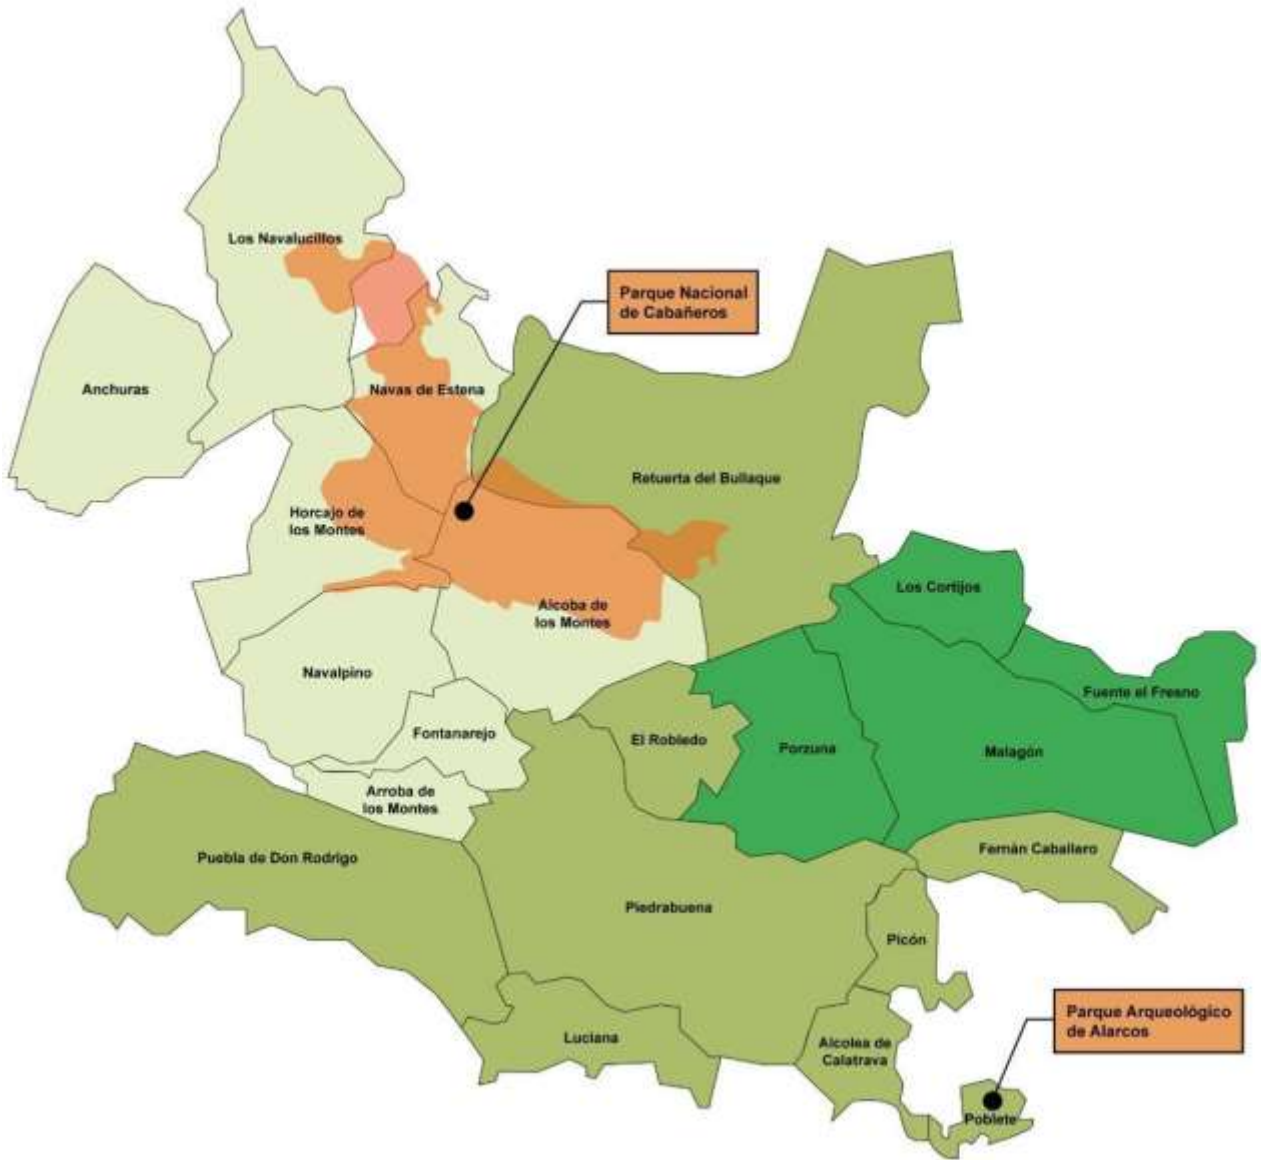 Los Navalucillos
Parque Nacional
de Cabañeros
Anchuras
Navas de Estena
Retuerta del Bullaque
Horcajo de
los Montes
Los Cortijos
Alcoba de
los Montes
Navalpino
Fuente el Fresno
Fontanarejo
El Robledo
Porzuna
Malagón
Arroba de
los Montes
Puebla de Don Rodrigo
Fernán Caballero
Piedrabuena
Picón
Parque Arqueológico
de Alarcos
Luciana
Alcolea de
Calatrava
Poblete